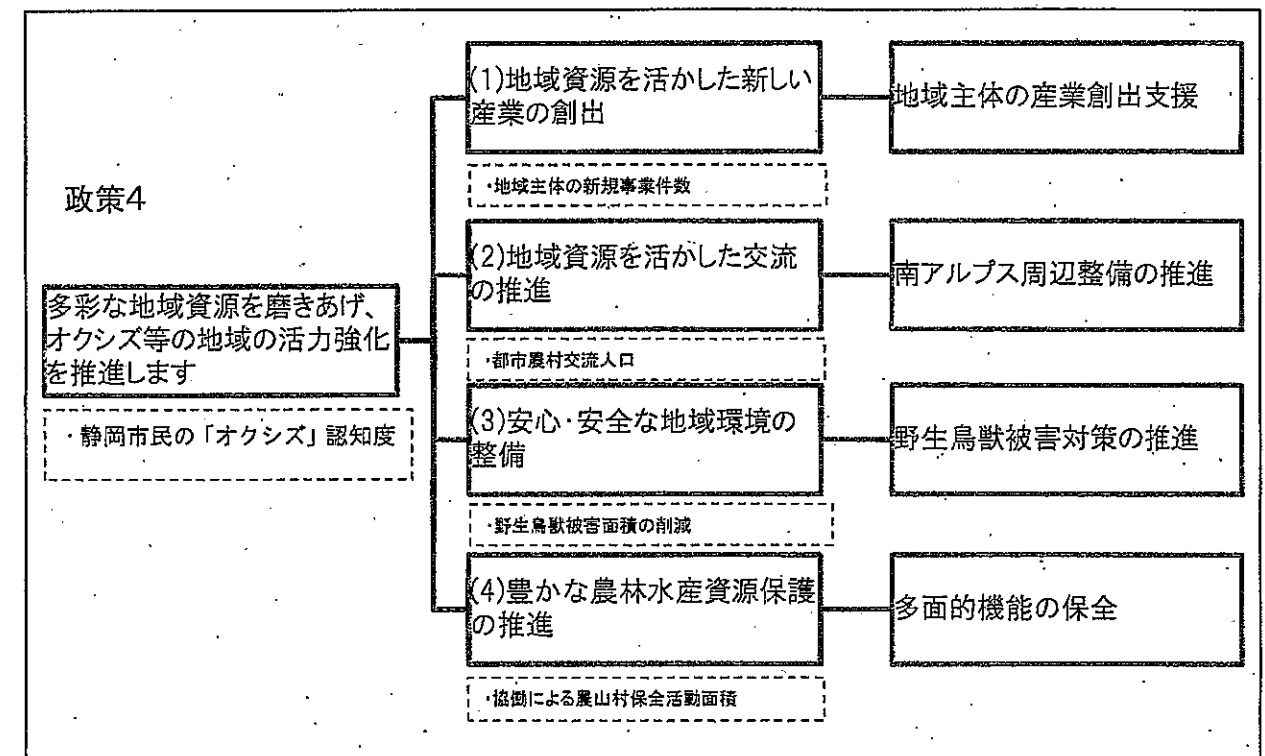 政策4
多彩な地域資源を磨きあげ、
オクシズ等の地域の活力強化
を推進します
・静岡市民の「オクシズ」認知度
(1)地域資源を活かした新しい
産業の創出
・地域主体の新規事業件数
地域主体の産業創出支援
(2)地域資源を活かした交流
の推進
・都市農村交流人口
南アルプス周辺整備の推進
(3)安心・安全な地域環境の
整備
・野生鳥獣被害面積の削減
野生鳥獣被害対策の推進
(4)豊かな農林水産資源保護
の推進
・協働による農山村保全活動面積
多面的機能の保全